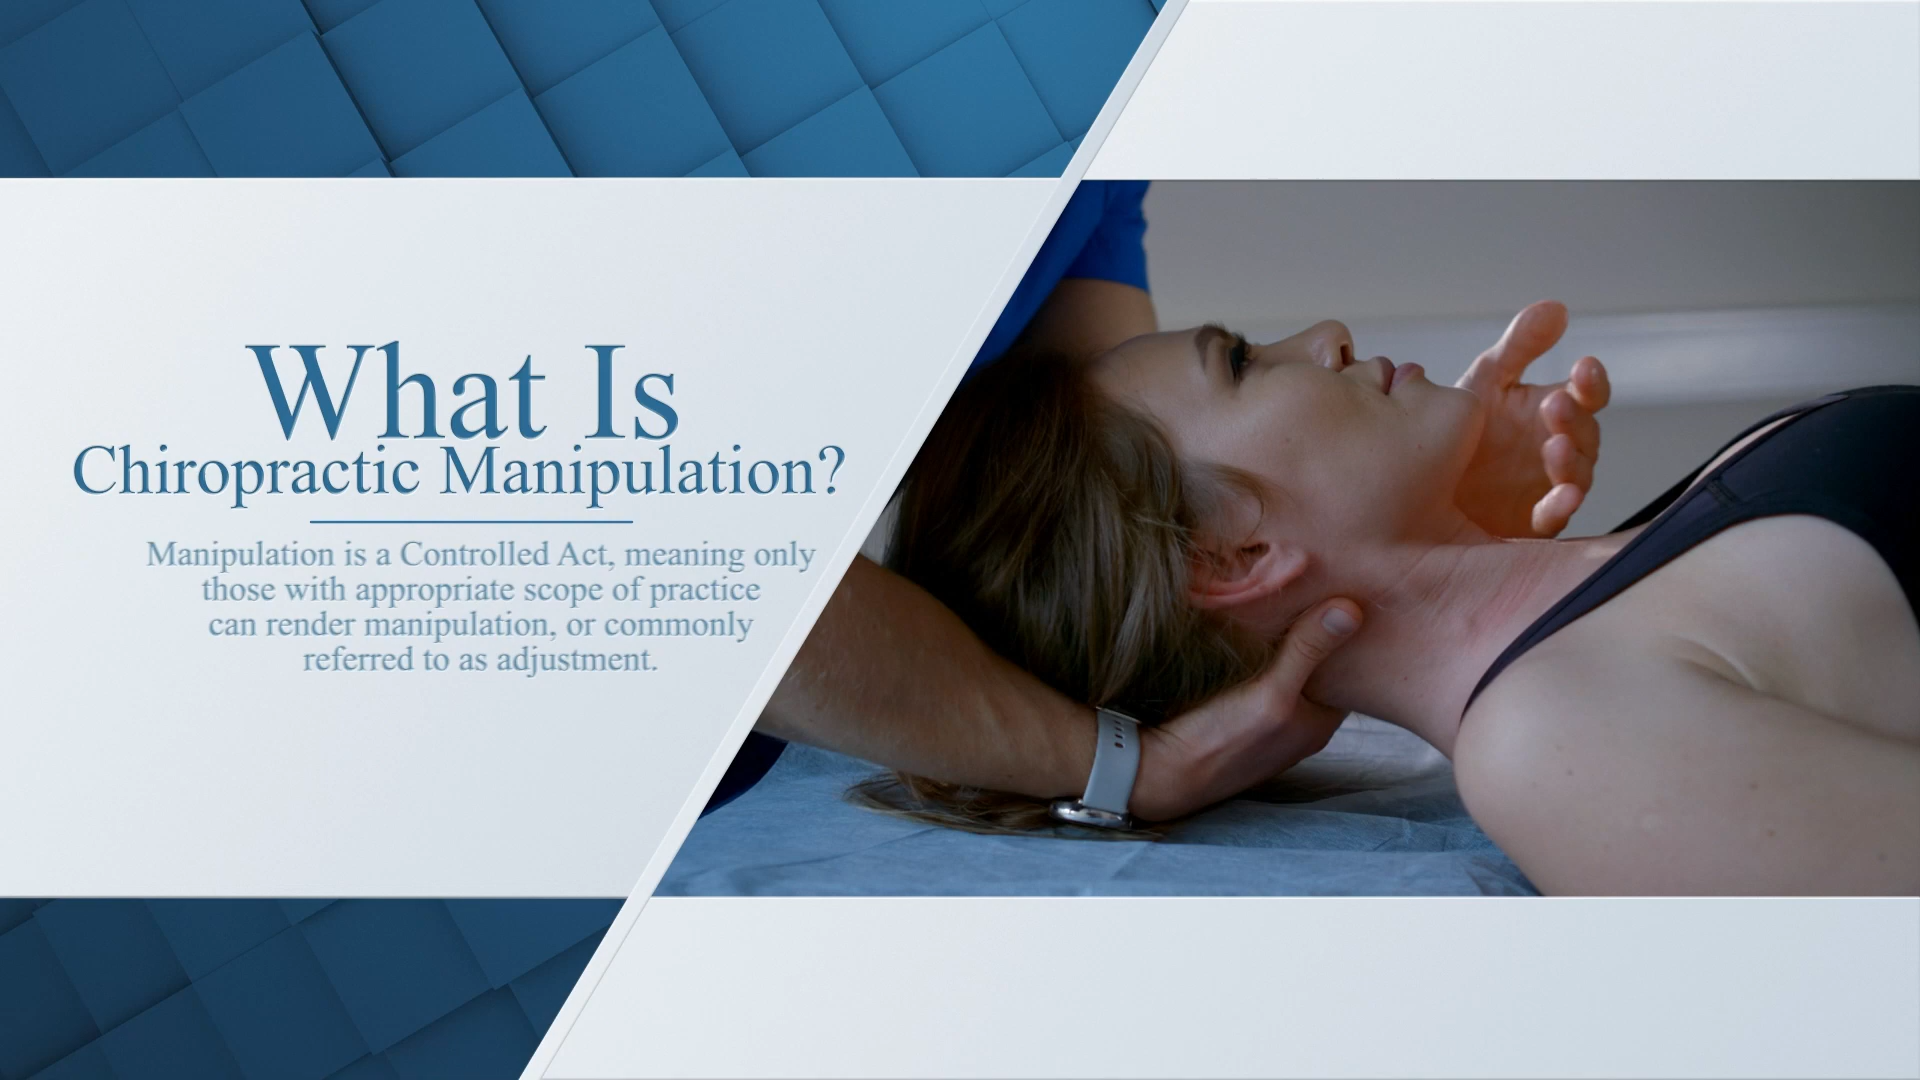 What Is
Chiropractic Manipulation?
Manipulation is a Controlled Act, meaning only
those with appropriate scope of practice
can render manipulation, or commonly
referred to as adjustment.